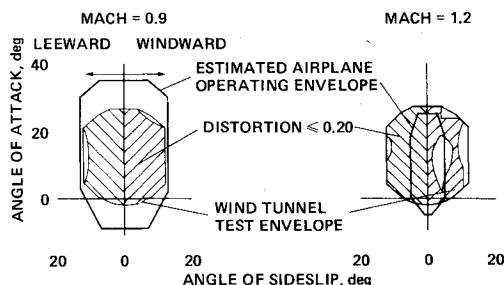 MACH = 0.9
MACH = 1.2
LEEWARD WINDWARD
ANGLE OF ATTACK, deg
40
20
0
ESTIMATED AIRPLANE
OPERATING ENVELOPE
DISTORTION ≤ 0.20
WIND TUNNEL
TEST ENVELOPE
20 0 20
20 0 20
ANGLE OF SIDESLIP, deg